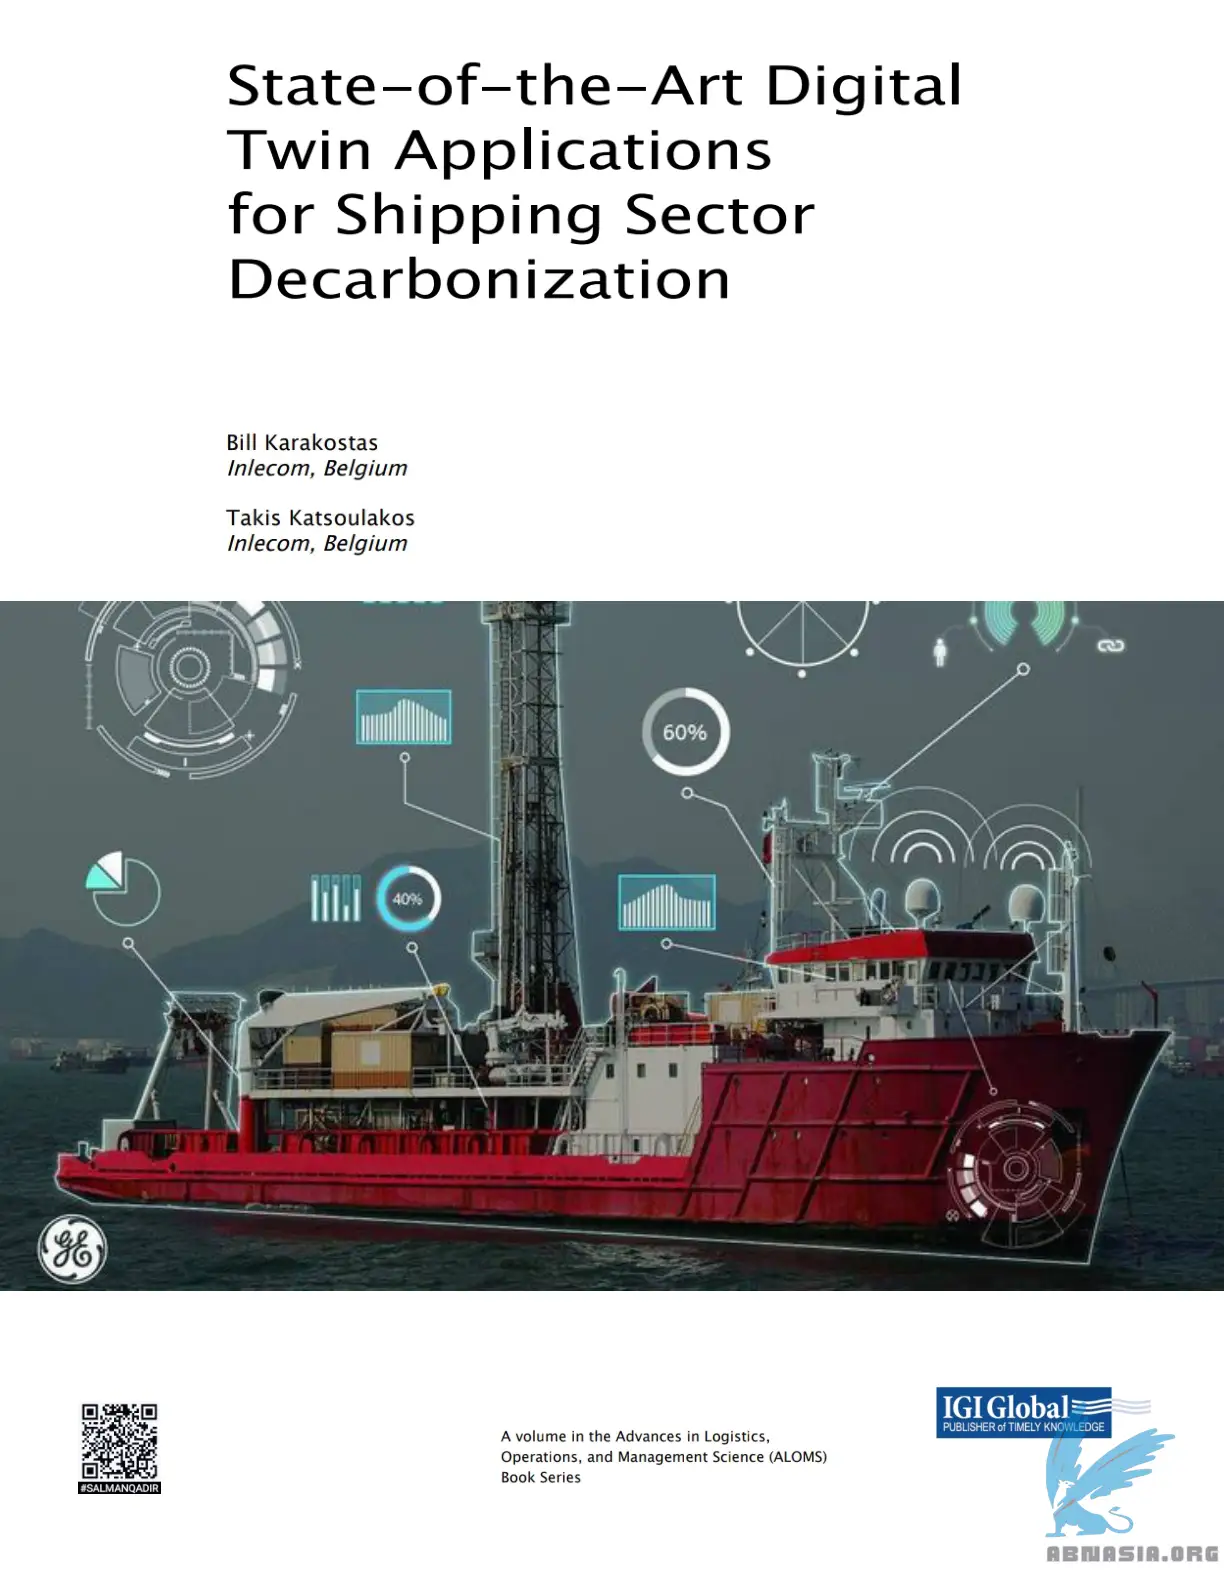 State-of-the-Art Digital
Twin Applications
for Shipping Sector
Decarbonization
Bill Karakostas
Inlecom, Belgium
Takis Katsoulakos
Inlecom, Belgium
60%
40%
GE
IGI Global
PUBLISHER of TIMELY KNOWLEDGE
A volume in the Advances in Logistics,
Operations, and Management Science (ALOMS)
Book Series
#SALMANQADIR
ABNASIA.ORG